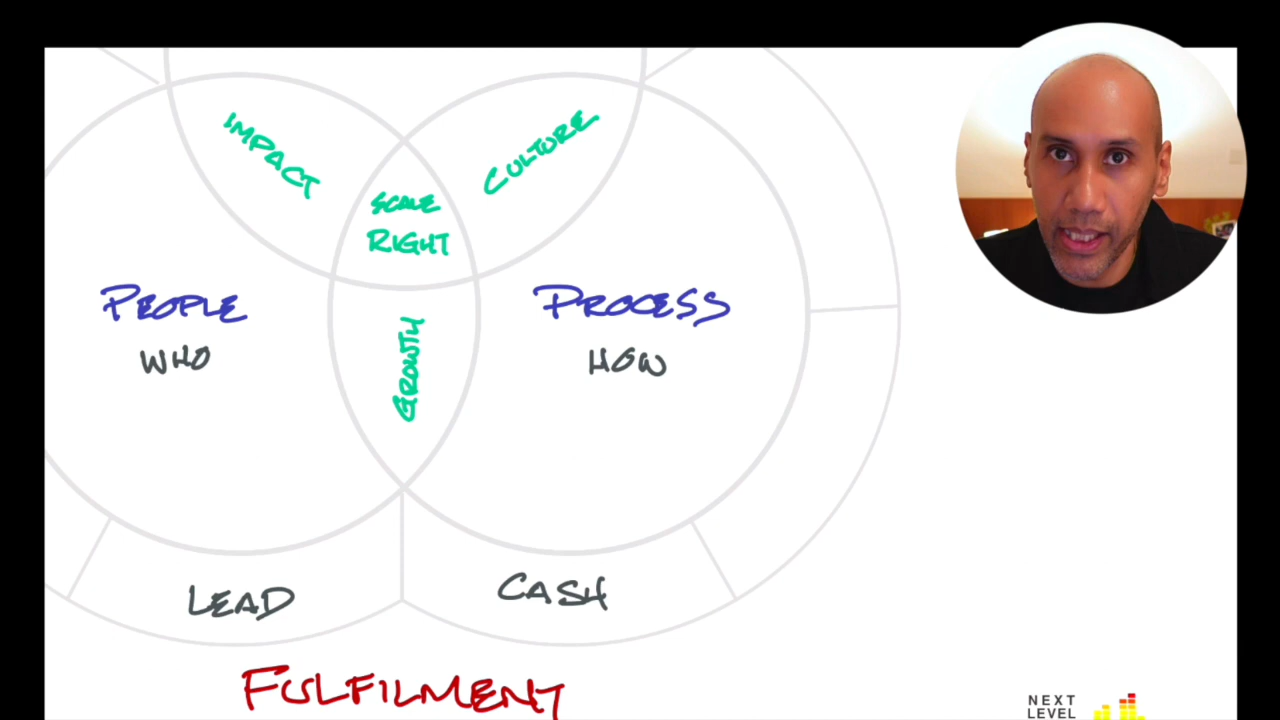 IMPACT
CULTURE
SCALE
RIGHT
PEOPLE
WHO
PROCESS
HOW
GROWTH
LEAD
CASH
FULFILMENT
NEXT
LEVEL